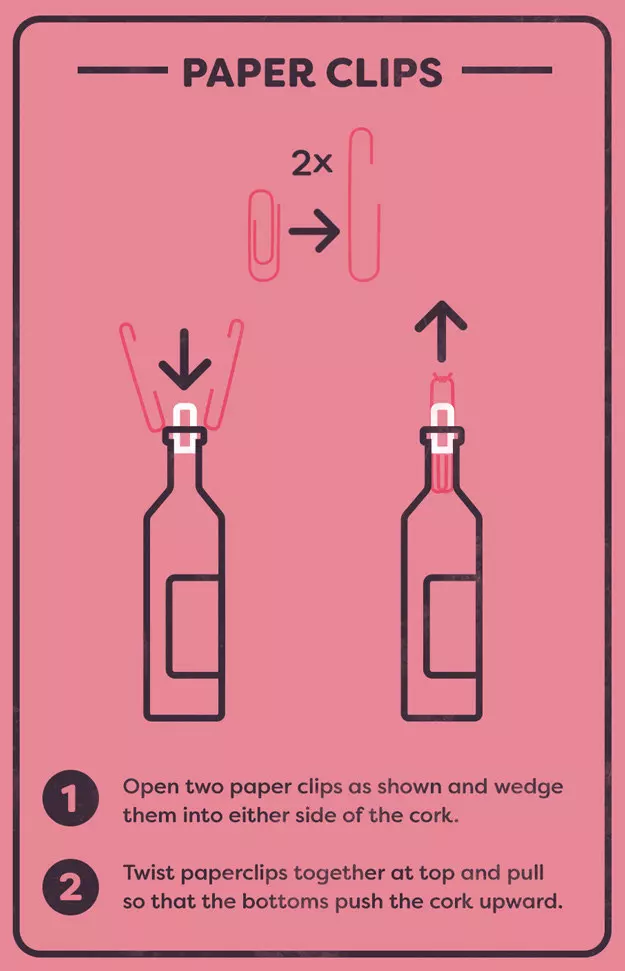 PAPER CLIPS
2x
1
Open two paper clips as shown and wedge
them into either side of the cork.
2
Twist paperclips together at top and pull
so that the bottoms push the cork upward.